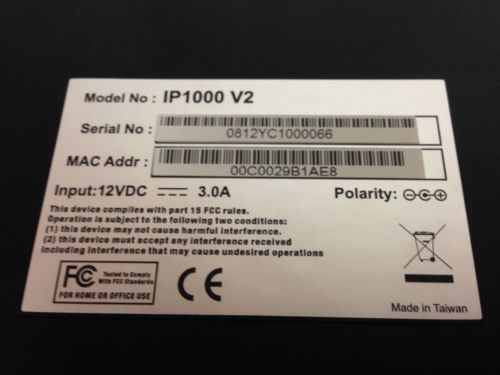 Model No : IP1000 V2
Serial No :
0812YC1000066
MAC Addr :
00C0029B1AE8
Input:12VDC 3.0A Polarity:
This device complies with part 15 FCC rules.
Operation is subject to the following two conditions:
(1) this device may not cause harmful interference.
(2) this device must accept any interference received
including interference that may cause undesired operations
FC Tested to Comply
With FCC Standards
FOR HOME OR OFFICE USE
CE
Made in Taiwan